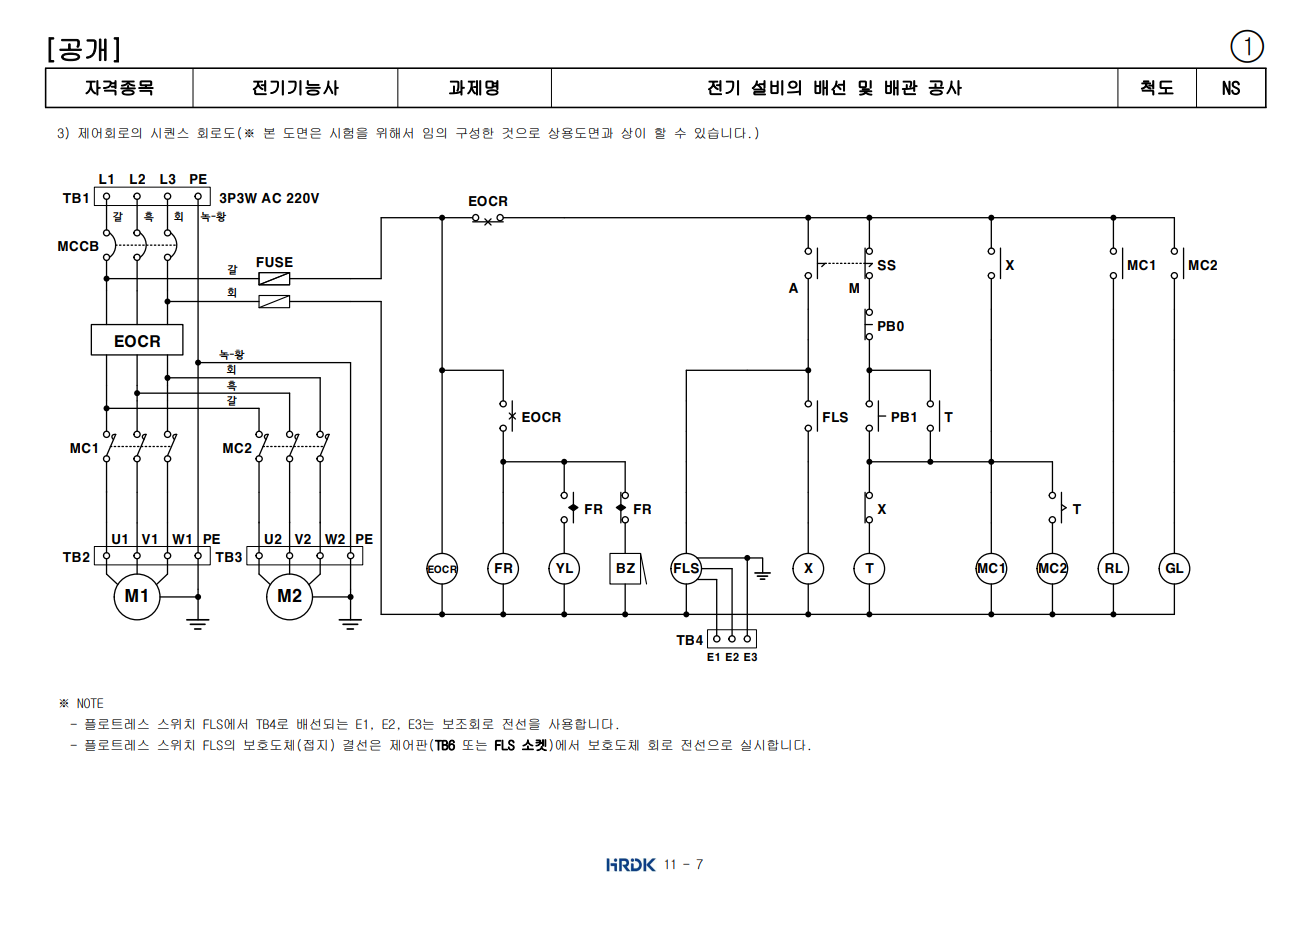 [공개]
①
자격종목 전기기능사 과제명 전기 설비의 배선 및 배관 공사 척도 NS
3) 제어회로의 시퀀스 회로도(※ 본 도면은 시험을 위해서 임의 구성한 것으로 상용도면과 상이 할 수 있습니다.)
L1 L2 L3 PE
TB1 3P3W AC 220V
갈 흑 회 녹-황
EOCR
MCCB
갈 FUSE
회
SS
A M
X MC1 MC2
PB0
EOCR
녹-황
회
흑
갈
EOCR FLS PB1 T
MC1 MC2
FR FR X T
U1 V1 W1 PE U2 V2 W2 PE
TB2 TB3
EOCR FR YL BZ FLS X T MC1 MC2 RL GL
M1 M2
TB4
E1 E2 E3
※ NOTE
- 플로트레스 스위치 FLS에서 TB4로 배선되는 E1, E2, E3는 보조회로 전선을 사용합니다.
- 플로트레스 스위치 FLS의 보호도체(접지) 결선은 제어판(TB6 또는 FLS 소켓)에서 보호도체 회로 전선으로 실시합니다.
HRDK 11 - 7